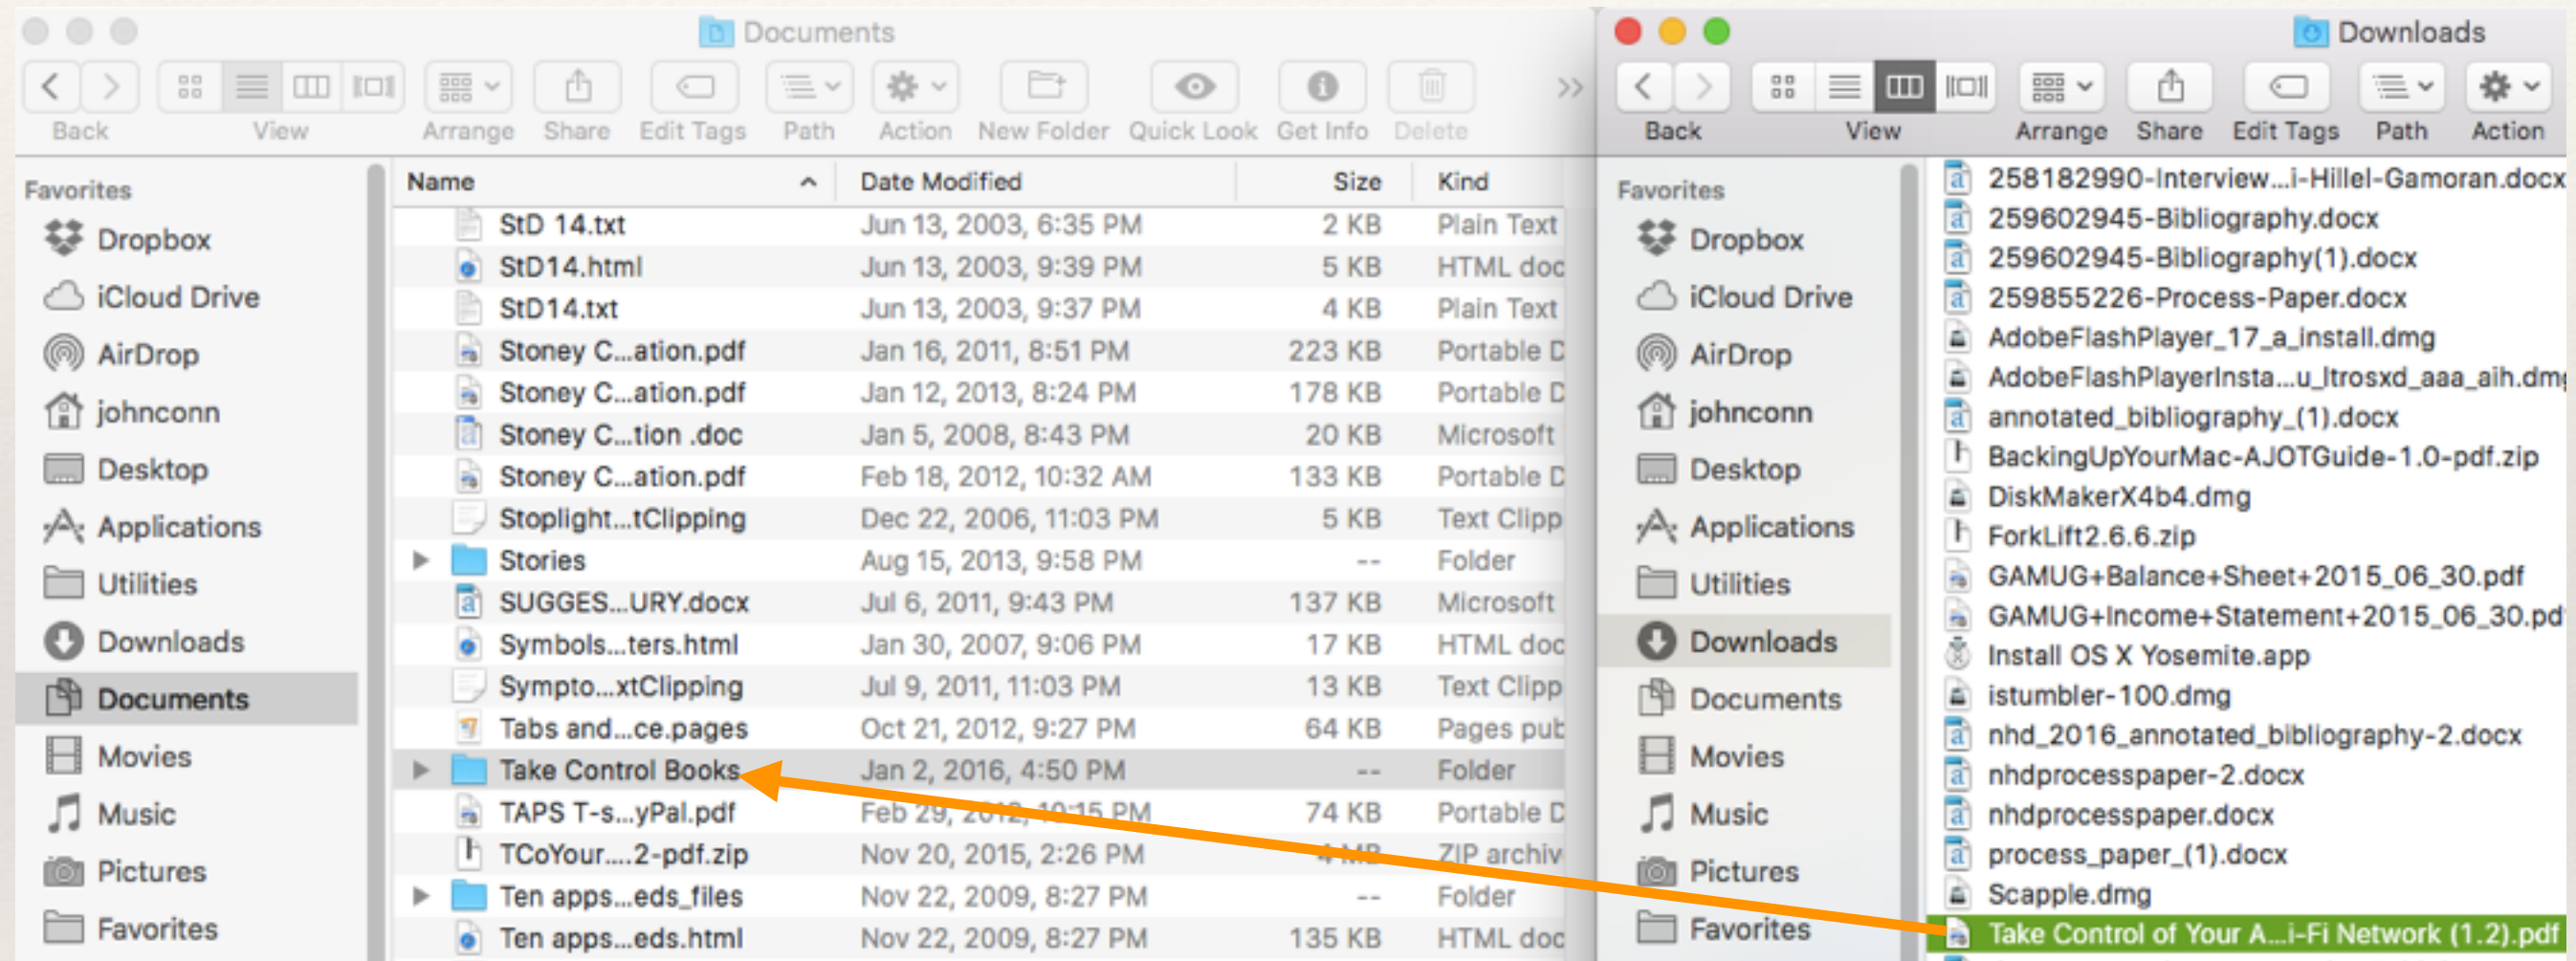 Documents
Back View Arrange Share Edit Tags Path Action New Folder Quick Look Get Info Delete
Favorites
Dropbox
iCloud Drive
AirDrop
johnconn
Desktop
Applications
Utilities
Downloads
Documents
Movies
Music
Pictures
Favorites
Name Date Modified Size Kind
StD 14.txt Jun 13, 2003, 6:35 PM 2 KB Plain Text
StD14.html Jun 13, 2003, 9:39 PM 5 KB HTML doc
StD14.txt Jun 13, 2003, 9:37 PM 4 KB Plain Text
Stoney C...ation.pdf Jan 16, 2011, 8:51 PM 223 KB Portable D
Stoney C...ation.pdf Jan 12, 2013, 8:24 PM 178 KB Portable D
Stoney C...tion .doc Jan 5, 2008, 8:43 PM 20 KB Microsoft
Stoney C...ation.pdf Feb 18, 2012, 10:32 AM 133 KB Portable D
Stoplight...tClipping Dec 22, 2006, 11:03 PM 5 KB Text Clipp
Stories Aug 15, 2013, 9:58 PM -- Folder
SUGGES...URY.docx Jul 6, 2011, 9:43 PM 137 KB Microsoft
Symbols...ters.html Jan 30, 2007, 9:06 PM 17 KB HTML doc
Sympto...xtClipping Jul 9, 2011, 11:03 PM 13 KB Text Clipp
Tabs and...ce.pages Oct 21, 2012, 9:27 PM 64 KB Pages pub
Take Control Books Jan 2, 2016, 4:50 PM -- Folder
TAPS T-s...yPal.pdf Feb 29, 2012, 10:15 PM 74 KB Portable D
TCoYour....2-pdf.zip Nov 20, 2015, 2:26 PM 4 MB ZIP archiv
Ten apps...eds_files Nov 22, 2009, 8:27 PM -- Folder
Ten apps...eds.html Nov 22, 2009, 8:27 PM 135 KB HTML doc
Downloads
Back View Arrange Share Edit Tags Path Action
Favorites
Dropbox
iCloud Drive
AirDrop
johnconn
Desktop
Applications
Utilities
Downloads
Documents
Movies
Music
Pictures
Favorites
258182990-Interview...i-Hillel-Gamoran.docx
259602945-Bibliography.docx
259602945-Bibliography(1).docx
259855226-Process-Paper.docx
AdobeFlashPlayer_17_a_install.dmg
AdobeFlashPlayerInsta...u_ltrosxd_aaa_aih.dmg
annotated_bibliography_(1).docx
BackingUpYourMac-AJOTGuide-1.0-pdf.zip
DiskMakerX4b4.dmg
ForkLift2.6.6.zip
GAMUG+Balance+Sheet+2015_06_30.pdf
GAMUG+Income+Statement+2015_06_30.pd
Install OS X Yosemite.app
istumbler-100.dmg
nhd_2016_annotated_bibliography-2.docx
nhdprocesspaper-2.docx
nhdprocesspaper.docx
process_paper_(1).docx
Scapple.dmg
Take Control of Your A...i-Fi Network (1.2).pdf